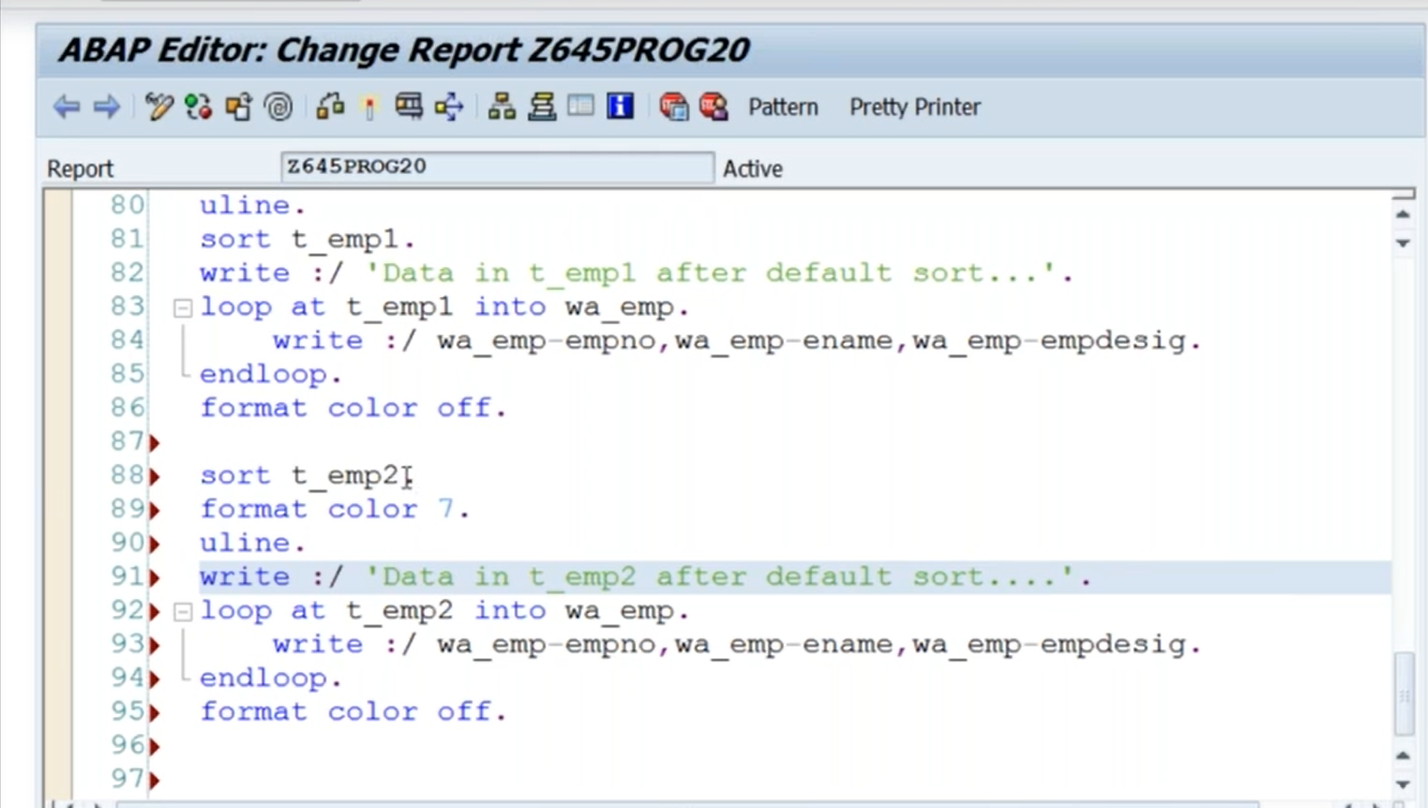 ABAP Editor: Change Report Z645PROG20
Pattern Pretty Printer
Report Z645PROG20 Active
80 uline.
81 sort t_emp1.
82 write :/ 'Data in t_emp1 after default sort...'.
83 loop at t_emp1 into wa_emp.
84 write :/ wa_emp-empno,wa_emp-ename,wa_emp-empdesig.
85 endloop.
86 format color off.
87
88 sort t_emp2.
89 format color 7.
90 uline.
91 write :/ 'Data in t_emp2 after default sort....'.
92 loop at t_emp2 into wa_emp.
93 write :/ wa_emp-empno,wa_emp-ename,wa_emp-empdesig.
94 endloop.
95 format color off.
96
97